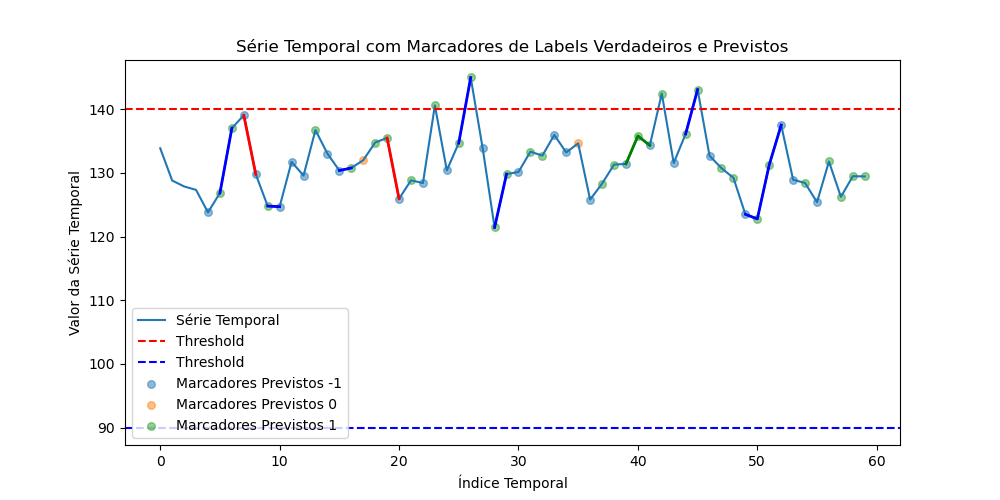 Série Temporal com Marcadores de Labels Verdadeiros e Previstos
Valor da Série Temporal
140
130
120
110
100
90
Série Temporal
Threshold
Threshold
Marcadores Previstos -1
Marcadores Previstos 0
Marcadores Previstos 1
0 10 20 30 40 50 60
Índice Temporal